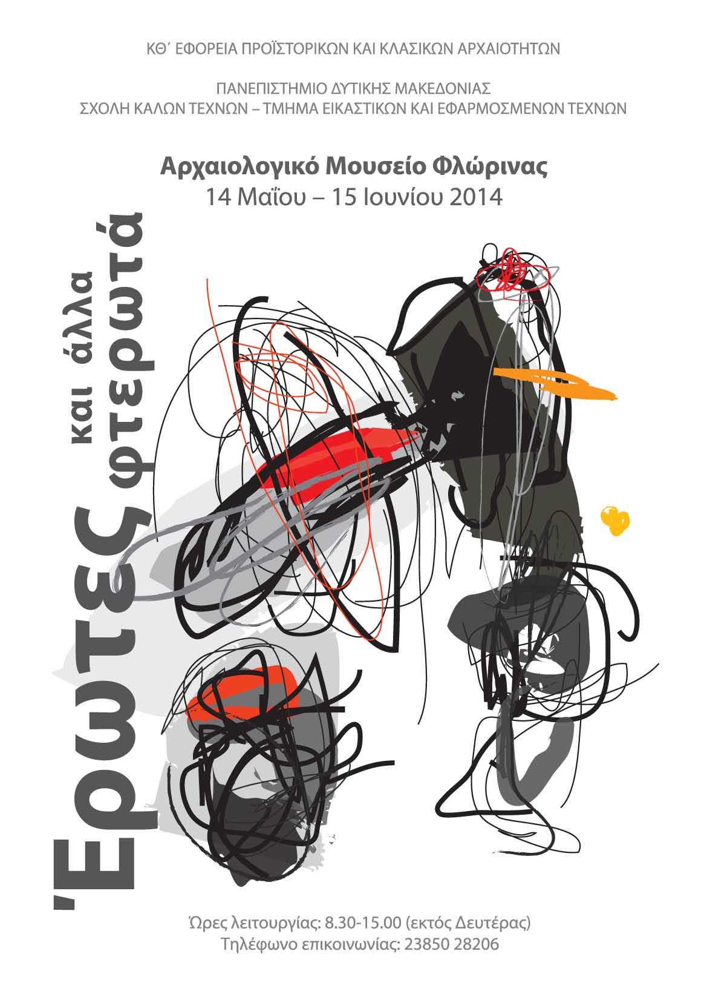 ΚΘ΄ ΕΦΟΡΕΙΑ ΠΡΟΪΣΤΟΡΙΚΩΝ ΚΑΙ ΚΛΑΣΙΚΩΝ ΑΡΧΑΙΟΤΗΤΩΝ
ΠΑΝΕΠΙΣΤΗΜΙΟ ΔΥΤΙΚΗΣ ΜΑΚΕΔΟΝΙΑΣ
ΣΧΟΛΗ ΚΑΛΩΝ ΤΕΧΝΩΝ – ΤΜΗΜΑ ΕΙΚΑΣΤΙΚΩΝ ΚΑΙ ΕΦΑΡΜΟΣΜΕΝΩΝ ΤΕΧΝΩΝ
Αρχαιολογικό Μουσείο Φλώρινας
14 Μαΐου – 15 Ιουνίου 2014
Έρωτες
και άλλα
φτερωτά
Ώρες λειτουργίας: 8.30-15.00 (εκτός Δευτέρας)
Τηλέφωνο επικοινωνίας: 23850 28206